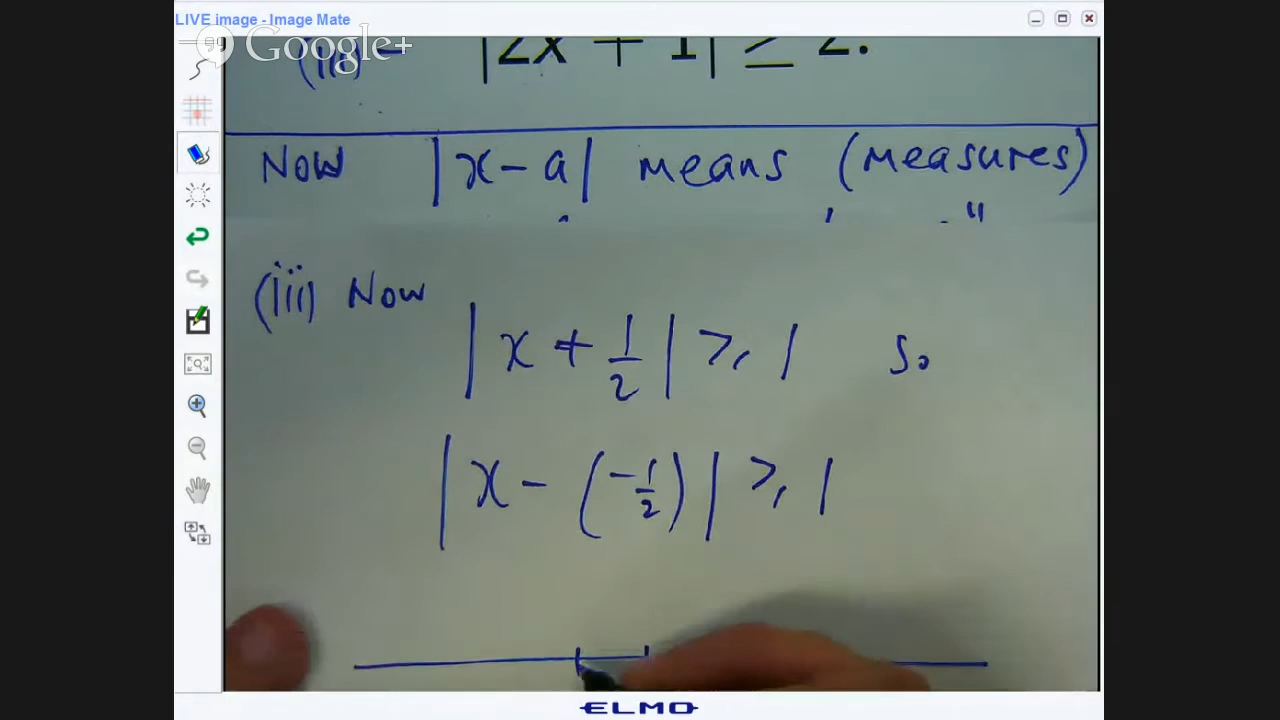 LIVE image - Image Mate
Google+
(iii) |2x + 1| ≥ 2.
Now |x - a| means (measures)
(iii) Now
|x + 1/2| ≥ 1 so
|x - (-1/2)| ≥ 1
ELMO